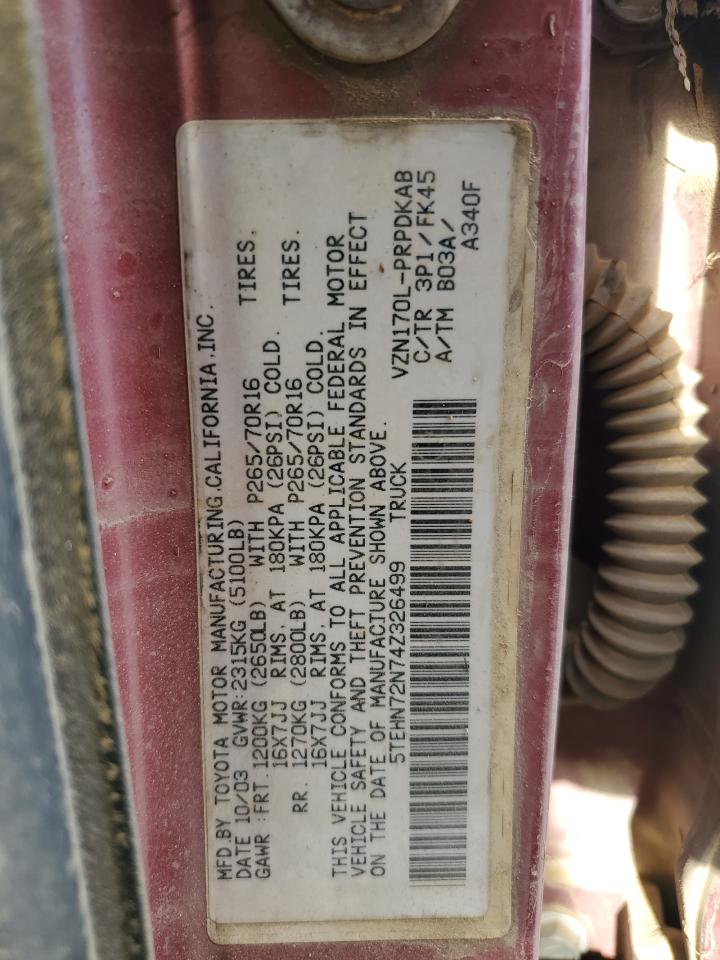 MFD.BY TOYOTA MOTOR MANUFACTURING.CALIFORNIA.INC.
DATE 10/03 GVWR:2315KG (5100LB)
GAWR :FRT.1200KG (2650LB) WITH P265/70R16 TIRES.
16X7JJ RIMS. AT 180KPA (26PSI) COLD.
RR. 1270KG (2800LB) WITH P265/70R16 TIRES.
16X7JJ RIMS. AT 180KPA (26PSI) COLD.
THIS VEHICLE CONFORMS TO ALL APPLICABLE FEDERAL MOTOR
VEHICLE SAFETY AND THEFT PREVENTION STANDARDS IN EFFECT
ON THE DATE OF MANUFACTURE SHOWN ABOVE.
5TEHN72N74Z326499 TRUCK
VZN170L-PRPDKAB
C/TR 3P1/FK45
A/TM B03A/
A340F